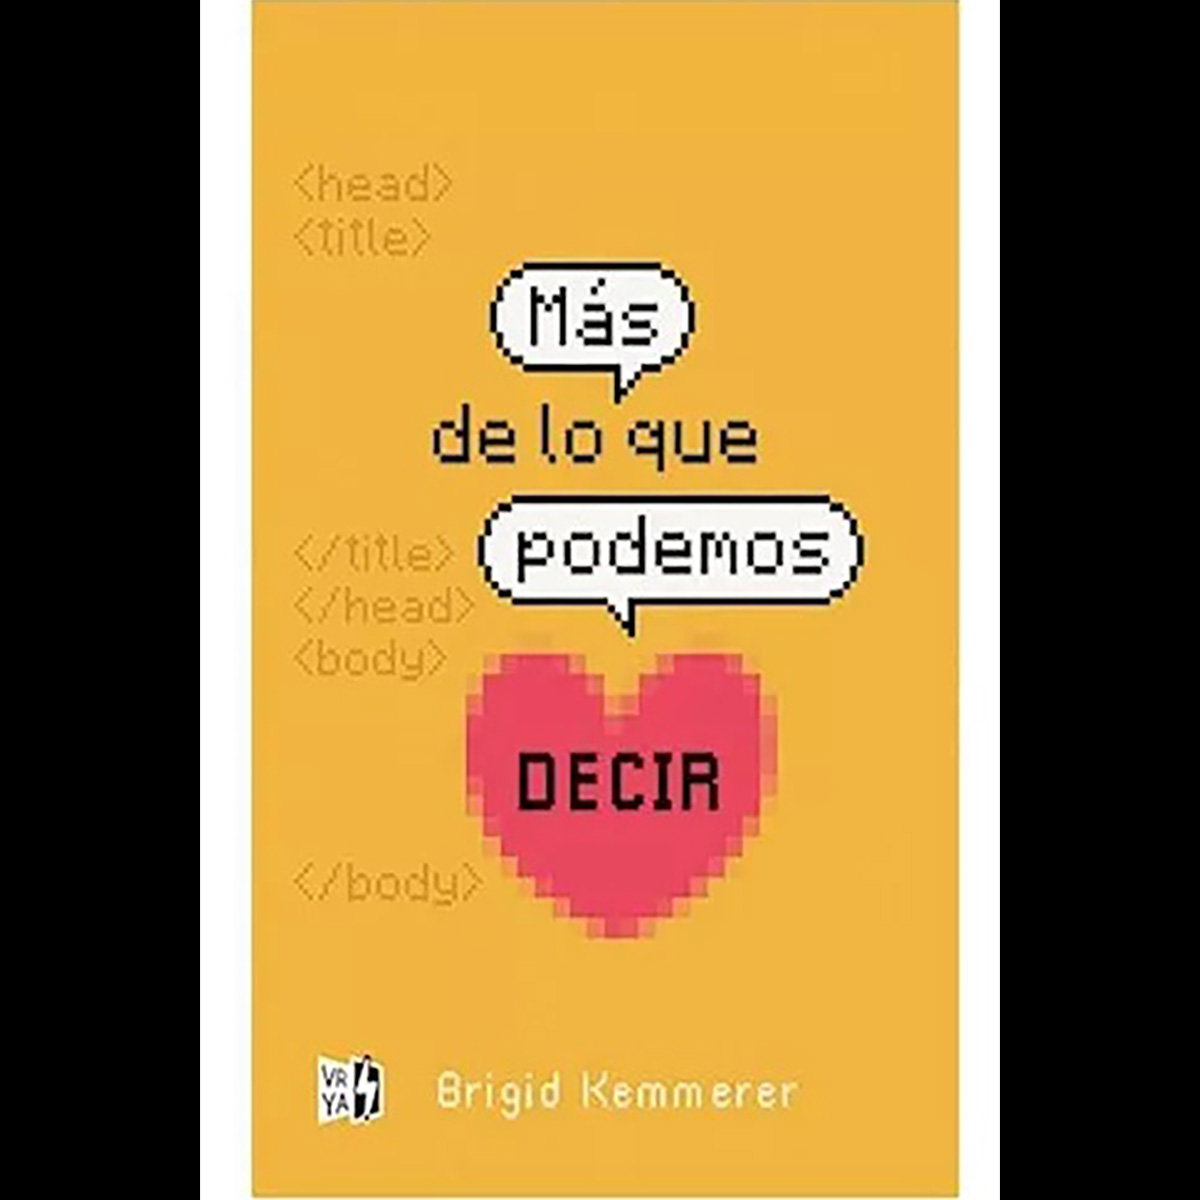 <head>
<title>
Más
de lo que
</title>
podemos
</head>
<body>
DECIR
</body>
VR
YA
Brigid Kemmerer